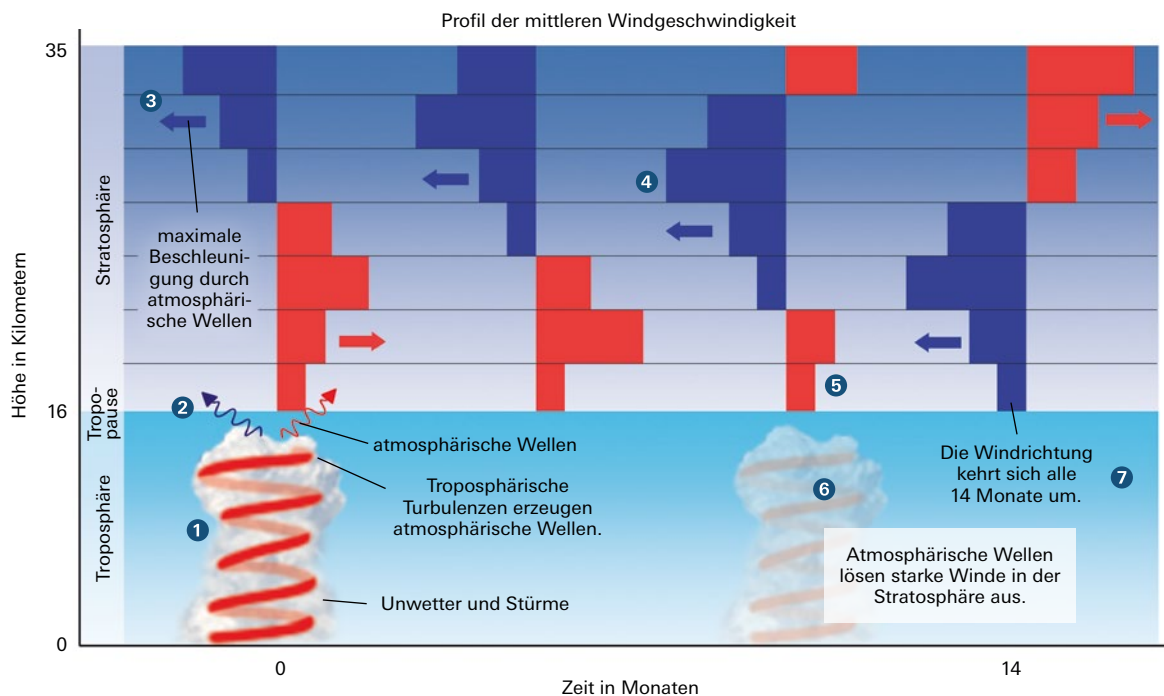 Profil der mittleren Windgeschwindigkeit
35
3
4
maximale
Beschleuni-
gung durch
atmosphäri-
sche Wellen
Stratosphäre
Höhe in Kilometern
5
16
Tropo-
pause
2
atmosphärische Wellen
Die Windrichtung
kehrt sich alle
14 Monate um.
7
Troposphärische
Turbulenzen erzeugen
atmosphärische Wellen.
6
1
Troposphäre
Atmosphärische Wellen
lösen starke Winde in der
Stratosphäre aus.
Unwetter und Stürme
0
0
14
Zeit in Monaten